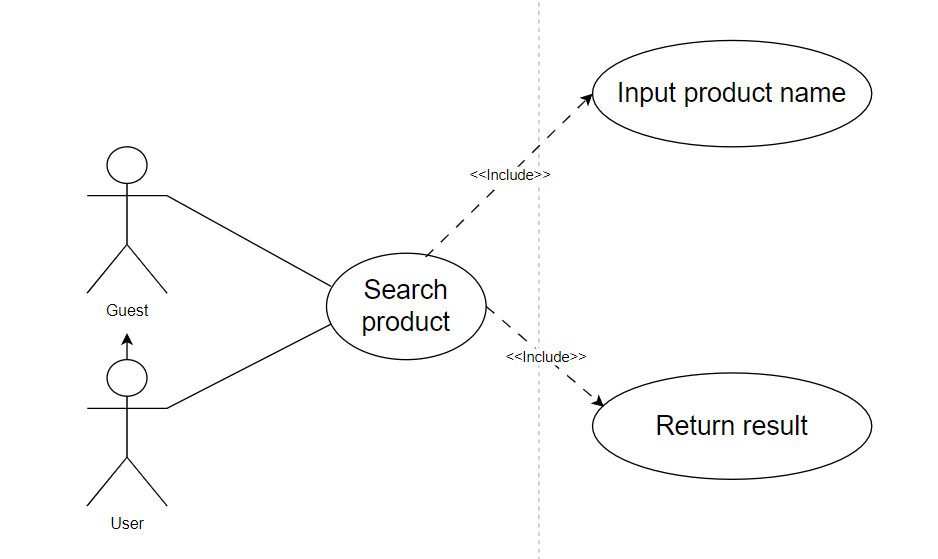 Input product name
<<Include>>
Guest
Search
product
<<Include>>
Return result
User